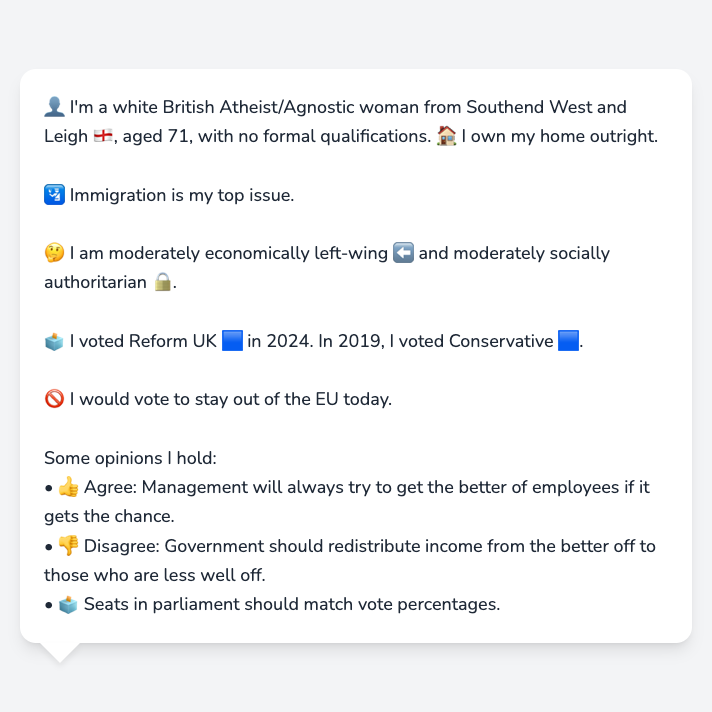 👤 I'm a white British Atheist/Agnostic woman from Southend West and
Leigh 🏴󠁧󠁢󠁥󠁮󠁧󠁿, aged 71, with no formal qualifications. 🏠 I own my home outright.
🛂 Immigration is my top issue.
🤔 I am moderately economically left-wing ⬅️ and moderately socially
authoritarian 🔒.
🗳️ I voted Reform UK 🟦 in 2024. In 2019, I voted Conservative 🟦.
🚫 I would vote to stay out of the EU today.
Some opinions I hold:
• 👍 Agree: Management will always try to get the better of employees if it
gets the chance.
• 👎 Disagree: Government should redistribute income from the better off to
those who are less well off.
• 🗳️ Seats in parliament should match vote percentages.